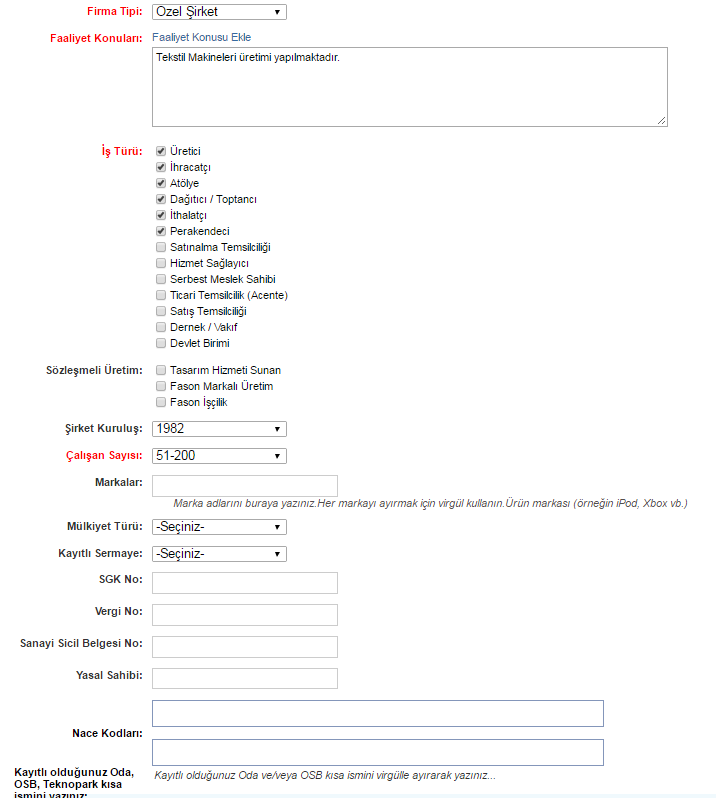 Firma Tipi: Özel Şirket
Faaliyet Konuları: Faaliyet Konusu Ekle
Tekstil Makineleri üretimi yapılmaktadır.
İş Türü: Üretici
İhracatçı
Atölye
Dağıtıcı / Toptancı
İthalatçı
Perakendeci
Satınalma Temsilciliği
Hizmet Sağlayıcı
Serbest Meslek Sahibi
Ticari Temsilcilik (Acente)
Satış Temsilciliği
Dernek / Vakıf
Devlet Birimi
Sözleşmeli Üretim: Tasarım Hizmeti Sunan
Fason Markalı Üretim
Fason İşçilik
Şirket Kuruluş: 1982
Çalışan Sayısı: 51-200
Markalar:
Marka adlarını buraya yazınız.Her markayı ayırmak için virgül kullanın.Ürün markası (örneğin iPod, Xbox vb.)
Mülkiyet Türü: -Seçiniz-
Kayıtlı Sermaye: -Seçiniz-
SGK No:
Vergi No:
Sanayi Sicil Belgesi No:
Yasal Sahibi:
Nace Kodları:
Kayıtlı olduğunuz Oda,
OSB, Teknopark kısa
ismini yazınız:
Kayıtlı olduğunuz Oda ve/veya OSB kısa ismini virgülle ayırarak yazınız...